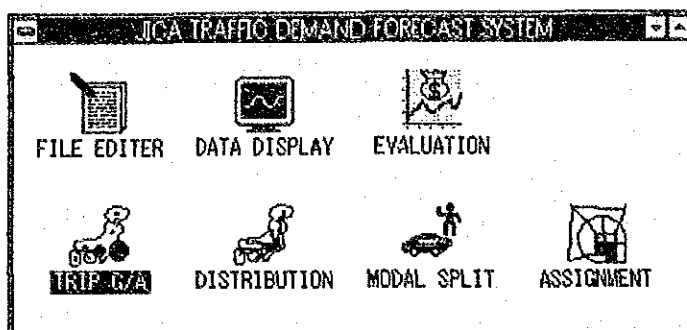 JICA TRAFFIC DEMAND FORECAST SYSTEM
FILE EDITER DATA DISPLAY EVALUATION
TRIP G/A DISTRIBUTION MODAL SPLIT ASSIGNMENT